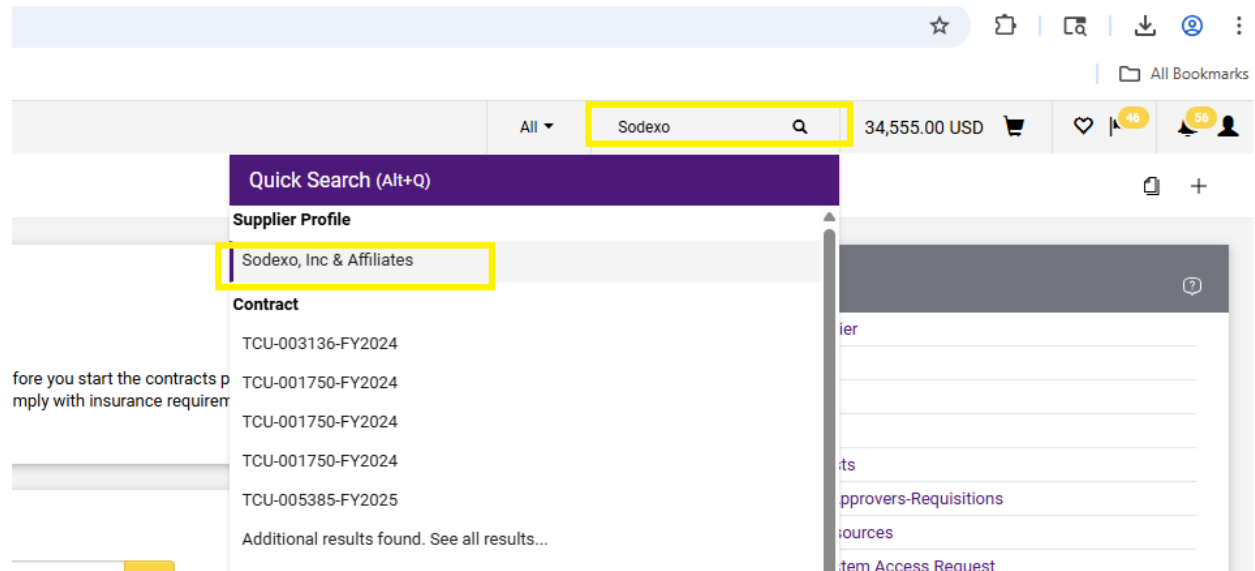 All Bookmarks
All
Sodexo
34,555.00 USD
46
56
Quick Search (Alt+Q)
Supplier Profile
Sodexo, Inc & Affiliates
Contract
ier
TCU-003136-FY2024
fore you start the contracts p
TCU-001750-FY2024
mply with insurance requirem
TCU-001750-FY2024
TCU-001750-FY2024
sts
TCU-005385-FY2025
pprovers-Requisitions
Additional results found. See all results...
sources
tem Access Request